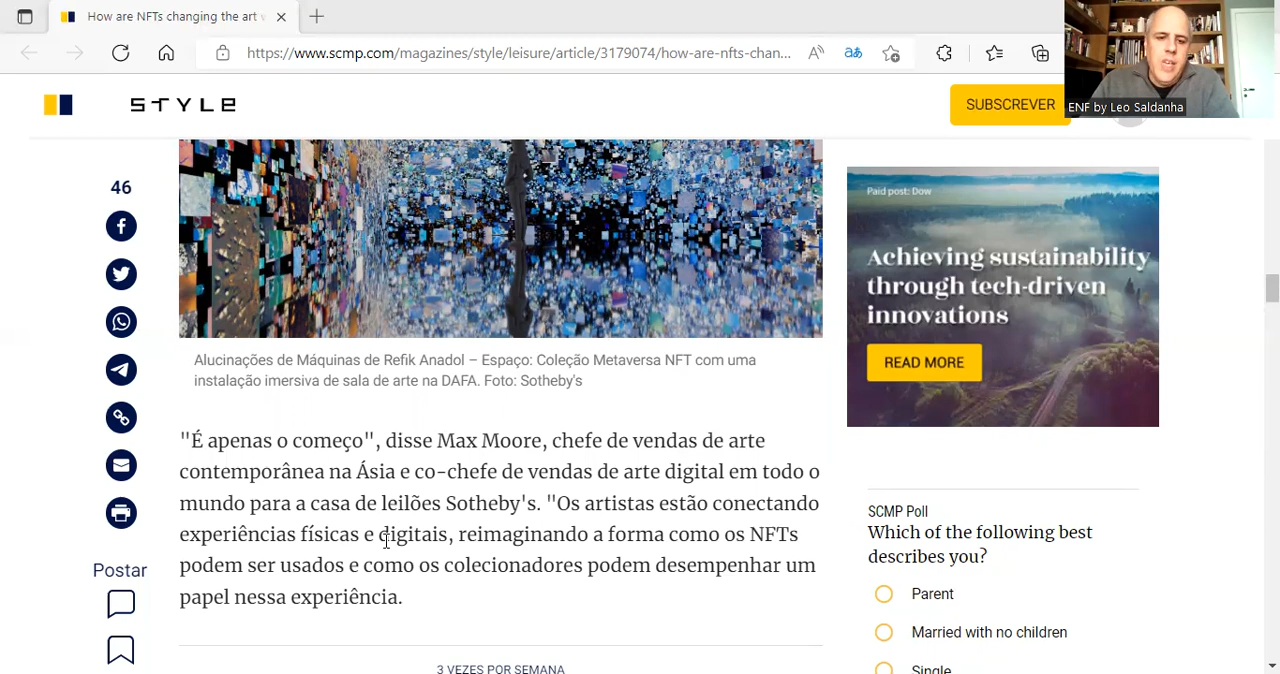 How are NFTs changing the art
https://www.scmp.com/magazines/style/leisure/article/3179074/how-are-nfts-chan...
ENF by Leo Saldanha
STYLE
SUBSCREVER
46
Paid post: Dow
Achieving sustainability
through tech-driven
innovations
READ MORE
Alucinações de Máquinas de Refik Anadol – Espaço: Coleção Metaversa NFT com uma
instalação imersiva de sala de arte na DAFA. Foto: Sotheby's
"É apenas o começo", disse Max Moore, chefe de vendas de arte
contemporânea na Ásia e co-chefe de vendas de arte digital em todo o
mundo para a casa de leilões Sotheby's. "Os artistas estão conectando
experiências físicas e digitais, reimaginando a forma como os NFTs
podem ser usados e como os colecionadores podem desempenhar um
papel nessa experiência.
Postar
3 VEZES POR SEMANA
SCMP Poll
Which of the following best
describes you?
Parent
Married with no children
Single